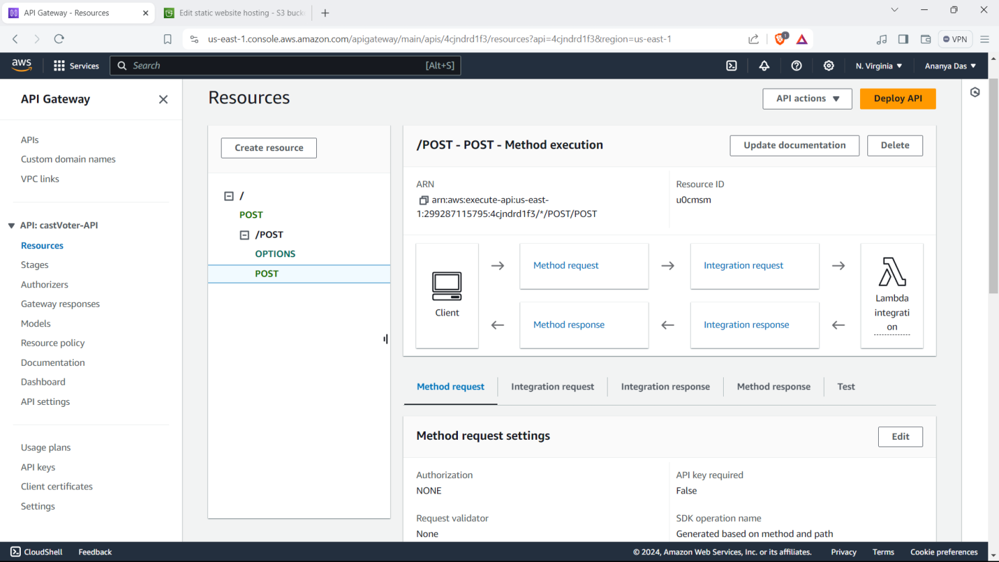 API Gateway - Resources
Edit static website hosting - S3 buck
us-east-1.console.aws.amazon.com/apigateway/main/apis/4cjndrd1f3/resources?api=4cjndrd1f3&region=us-east-1
1
VPN
aws
Services
Search
[Alt+S]
N. Virginia
Ananya Das
API Gateway
APIs
Custom domain names
VPC links
API: castVoter-API
Resources
Stages
Authorizers
Gateway responses
Models
Resource policy
Documentation
Dashboard
API settings
Usage plans
API keys
Client certificates
Settings
Resources
API actions
Deploy API
Create resource
/
POST
/POST
OPTIONS
POST
/POST - POST - Method execution
Update documentation
Delete
ARN
arn:aws:execute-api:us-east-
1:299287115795:4cjndrd1f3/*/POST/POST
Resource ID
u0cmsm
Client
Method request
Integration request
Method response
Integration response
Lambda
integrati
on
Method request
Integration request
Integration response
Method response
Test
Method request settings
Edit
Authorization
NONE
API key required
False
Request validator
None
SDK operation name
Generated based on method and path
CloudShell
Feedback
© 2024, Amazon Web Services, Inc. or its affiliates.
Privacy
Terms
Cookie preferences